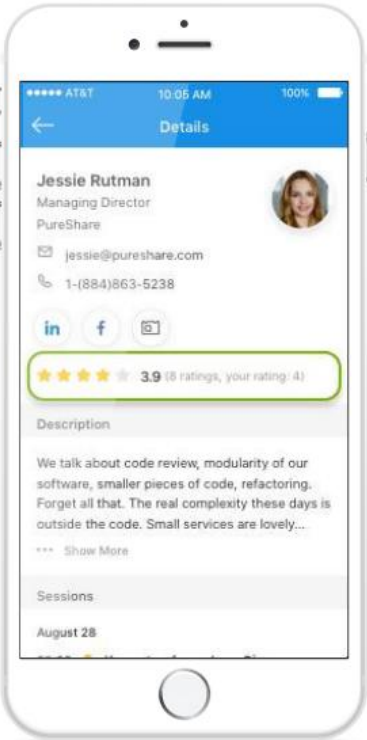 AT&T 10:05 AM 100%
Details
Jessie Rutman
Managing Director
PureShare
jessie@pureshare.com
1-(884)863-5238
in f
3.9 (8 ratings, your rating: 4)
Description
We talk about code review, modularity of our
software, smaller pieces of code, refactoring.
Forget all that. The real complexity these days is
outside the code. Small services are lovely...
Show More
Sessions
August 28